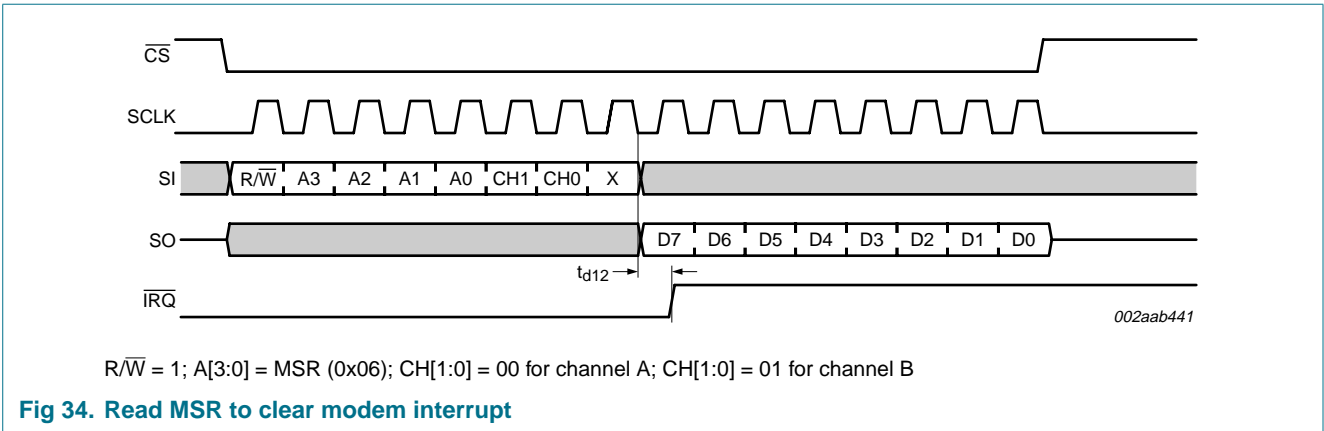 C̅S̅
SCLK
SI R/W̅ A3 A2 A1 A0 CH1 CH0 X
SO D7 D6 D5 D4 D3 D2 D1 D0
td12
I̅R̅Q̅
002aab441
R/W̅ = 1; A[3:0] = MSR (0x06); CH[1:0] = 00 for channel A; CH[1:0] = 01 for channel B
Fig 34. Read MSR to clear modem interrupt